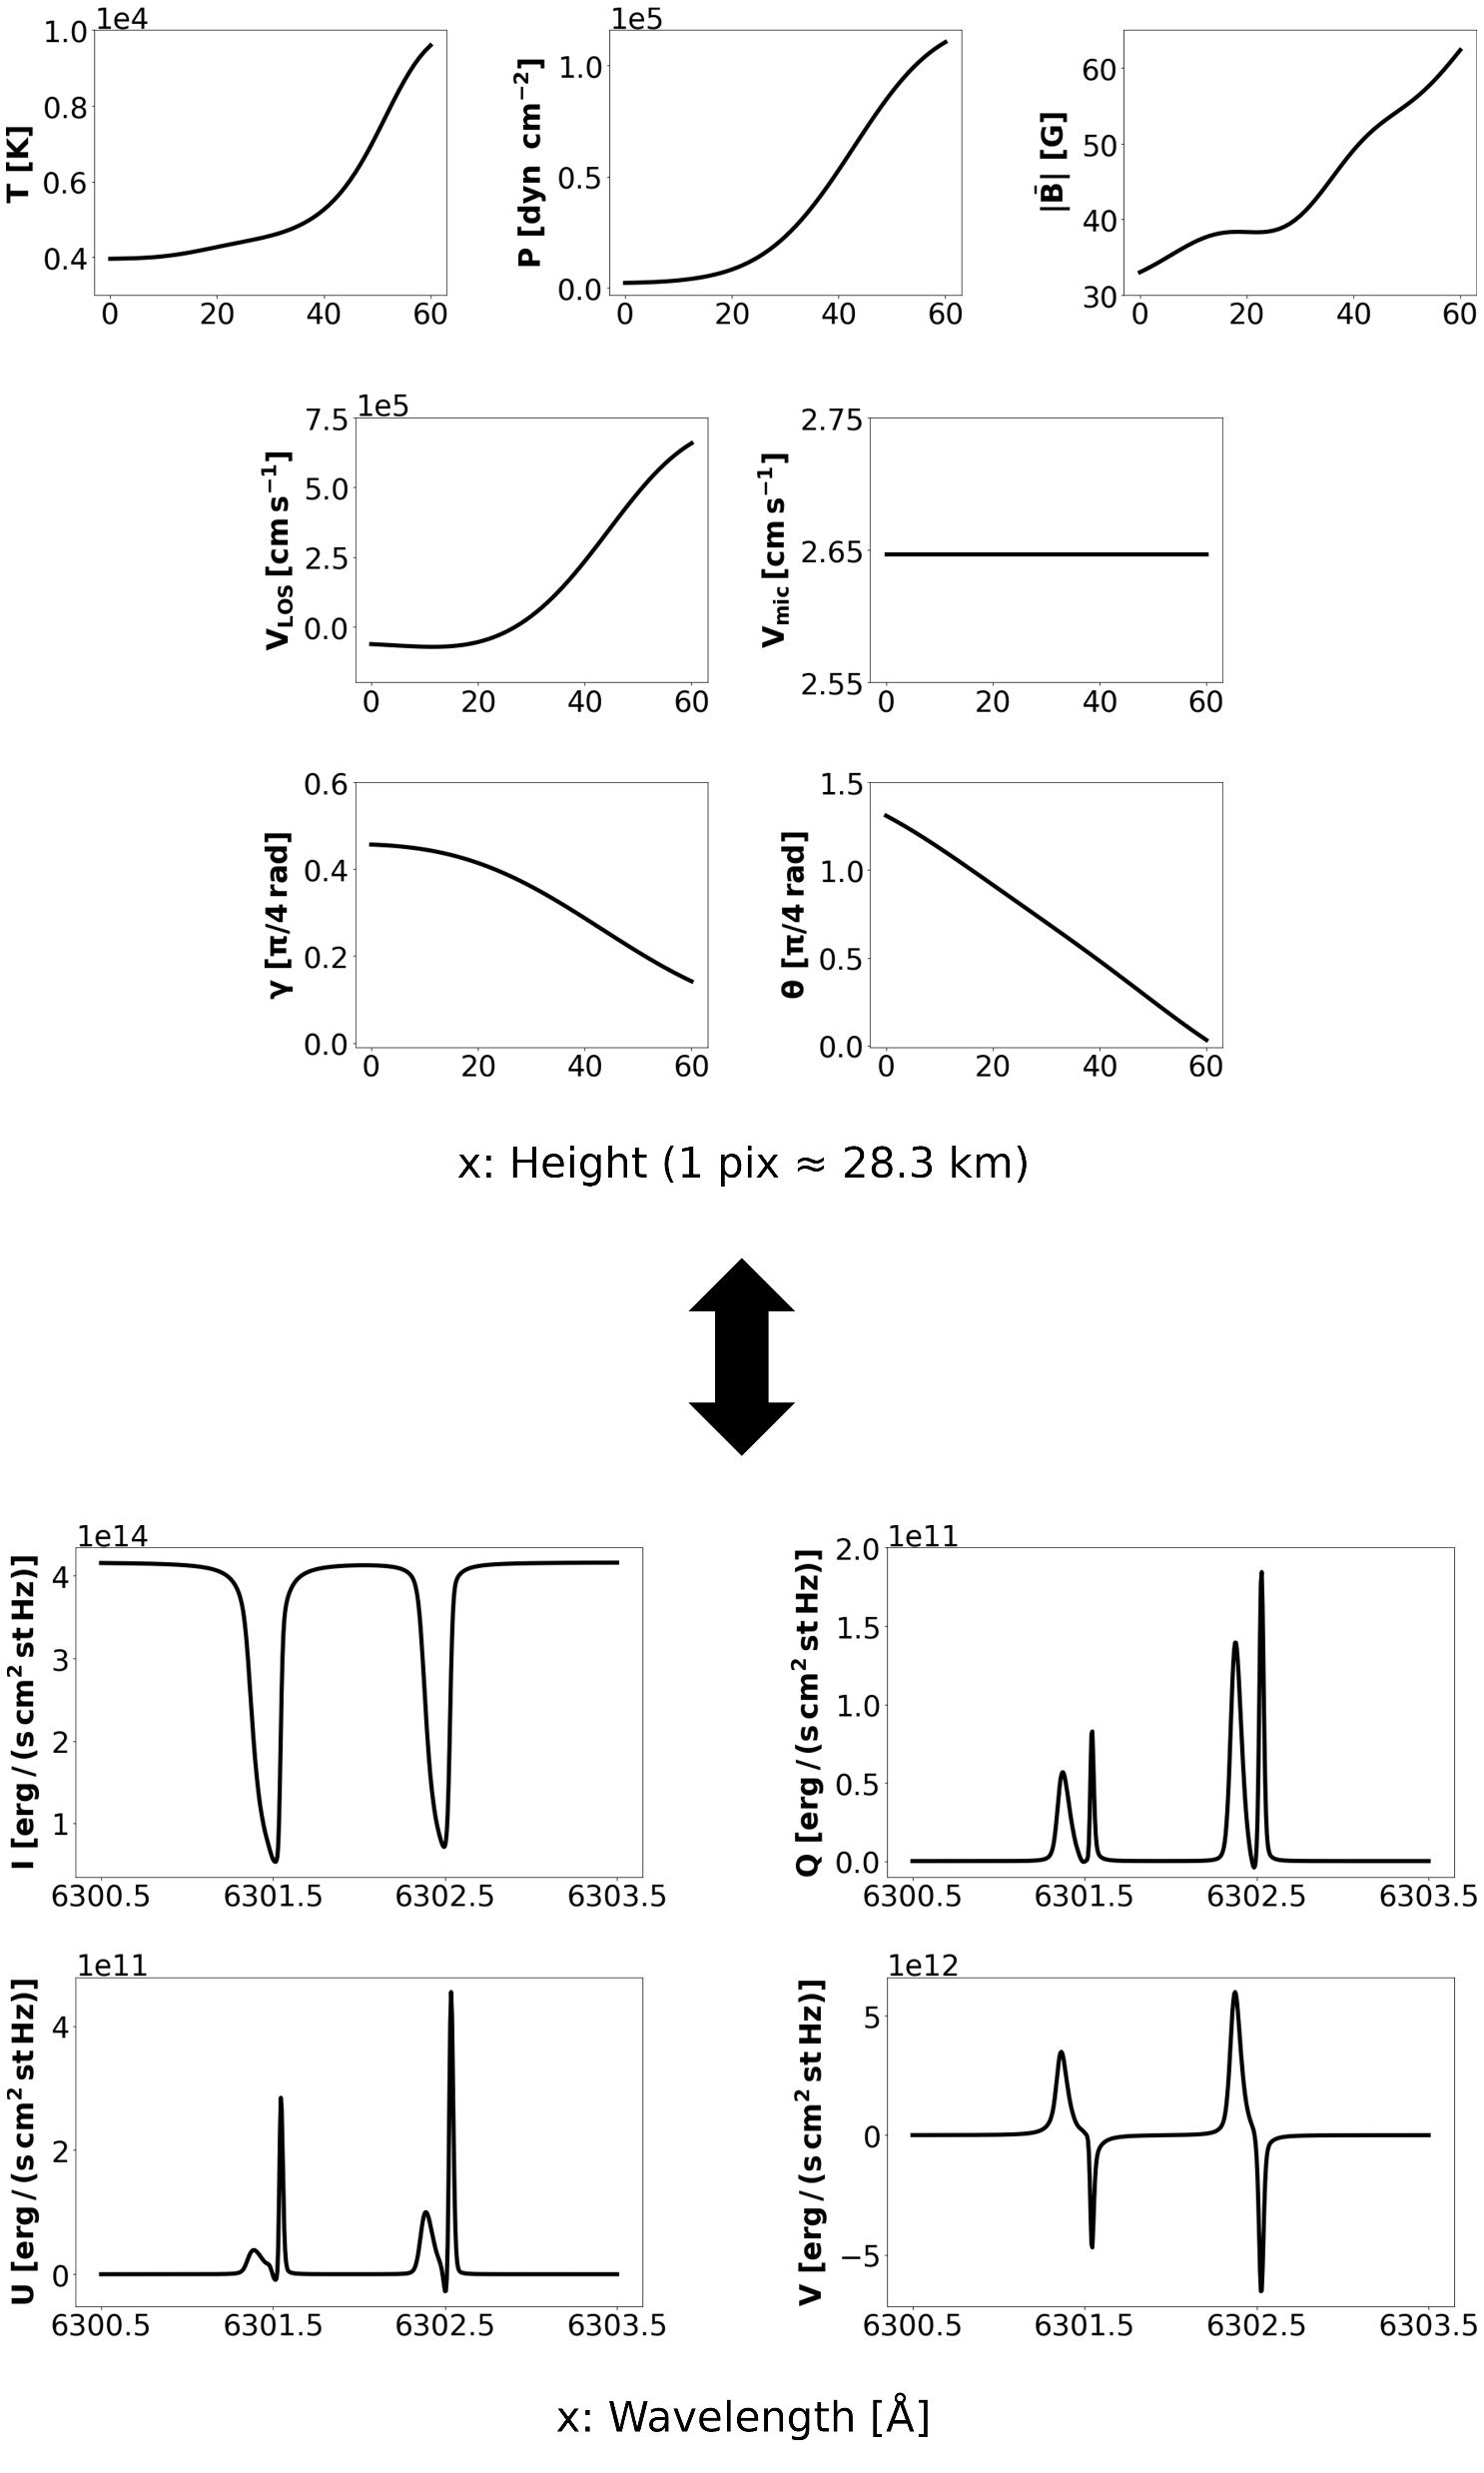 1e4
T [K]
1.0
0.8
0.6
0.4
0 20 40 60
1e5
P [dyn cm⁻²]
1.0
0.5
0.0
0 20 40 60
|B̄| [G]
60
50
40
30
0 20 40 60
1e5
V_LOS [cm s⁻¹]
7.5
5.0
2.5
0.0
0 20 40 60
V_mic [cm s⁻¹]
2.75
2.65
2.55
0 20 40 60
γ [π/4 rad]
0.6
0.4
0.2
0.0
0 20 40 60
θ [π/4 rad]
1.5
1.0
0.5
0.0
0 20 40 60
x: Height (1 pix ≈ 28.3 km)
1e14
I [erg / (s cm² st Hz)]
4
3
2
1
6300.5 6301.5 6302.5 6303.5
1e11
Q [erg / (s cm² st Hz)]
2.0
1.5
1.0
0.5
0.0
6300.5 6301.5 6302.5 6303.5
1e11
U [erg / (s cm² st Hz)]
4
2
0
6300.5 6301.5 6302.5 6303.5
1e12
V [erg / (s cm² st Hz)]
5
0
−5
6300.5 6301.5 6302.5 6303.5
x: Wavelength [Å]